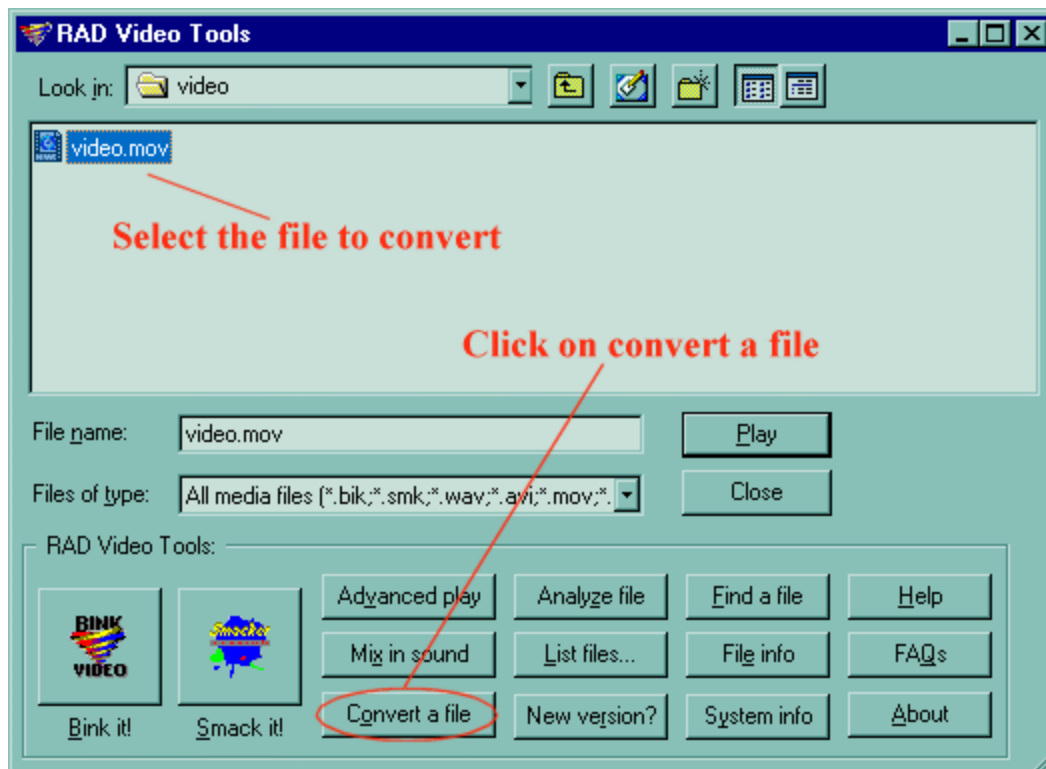 RAD Video Tools
Look in: video
video.mov
Select the file to convert
Click on convert a file
File name: video.mov Play
Files of type: All media files (*.bik;*.smk;*.wav;*.avi;*.mov;*. Close
RAD Video Tools:
Advanced play Analyze file Find a file Help
BINK VIDEO Smacker Mix in sound List files... File info FAQs
Convert a file New version? System info About
Bink it! Smack it!